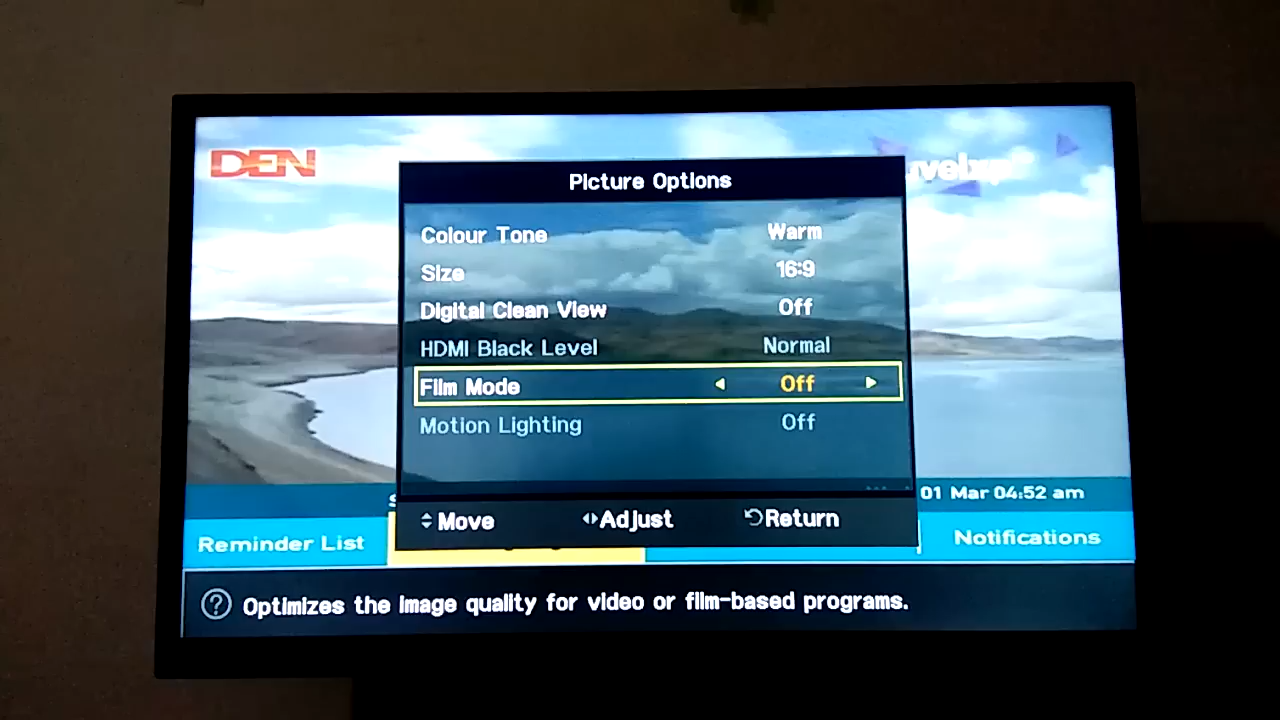 DEN
Picture Options
Colour Tone Warm
Size 16:9
Digital Clean View Off
HDMI Black Level Normal
Film Mode Off
Motion Lighting Off
01 Mar 04:52 am
Move Adjust Return
Reminder List Notifications
Optimizes the image quality for video or film-based programs.